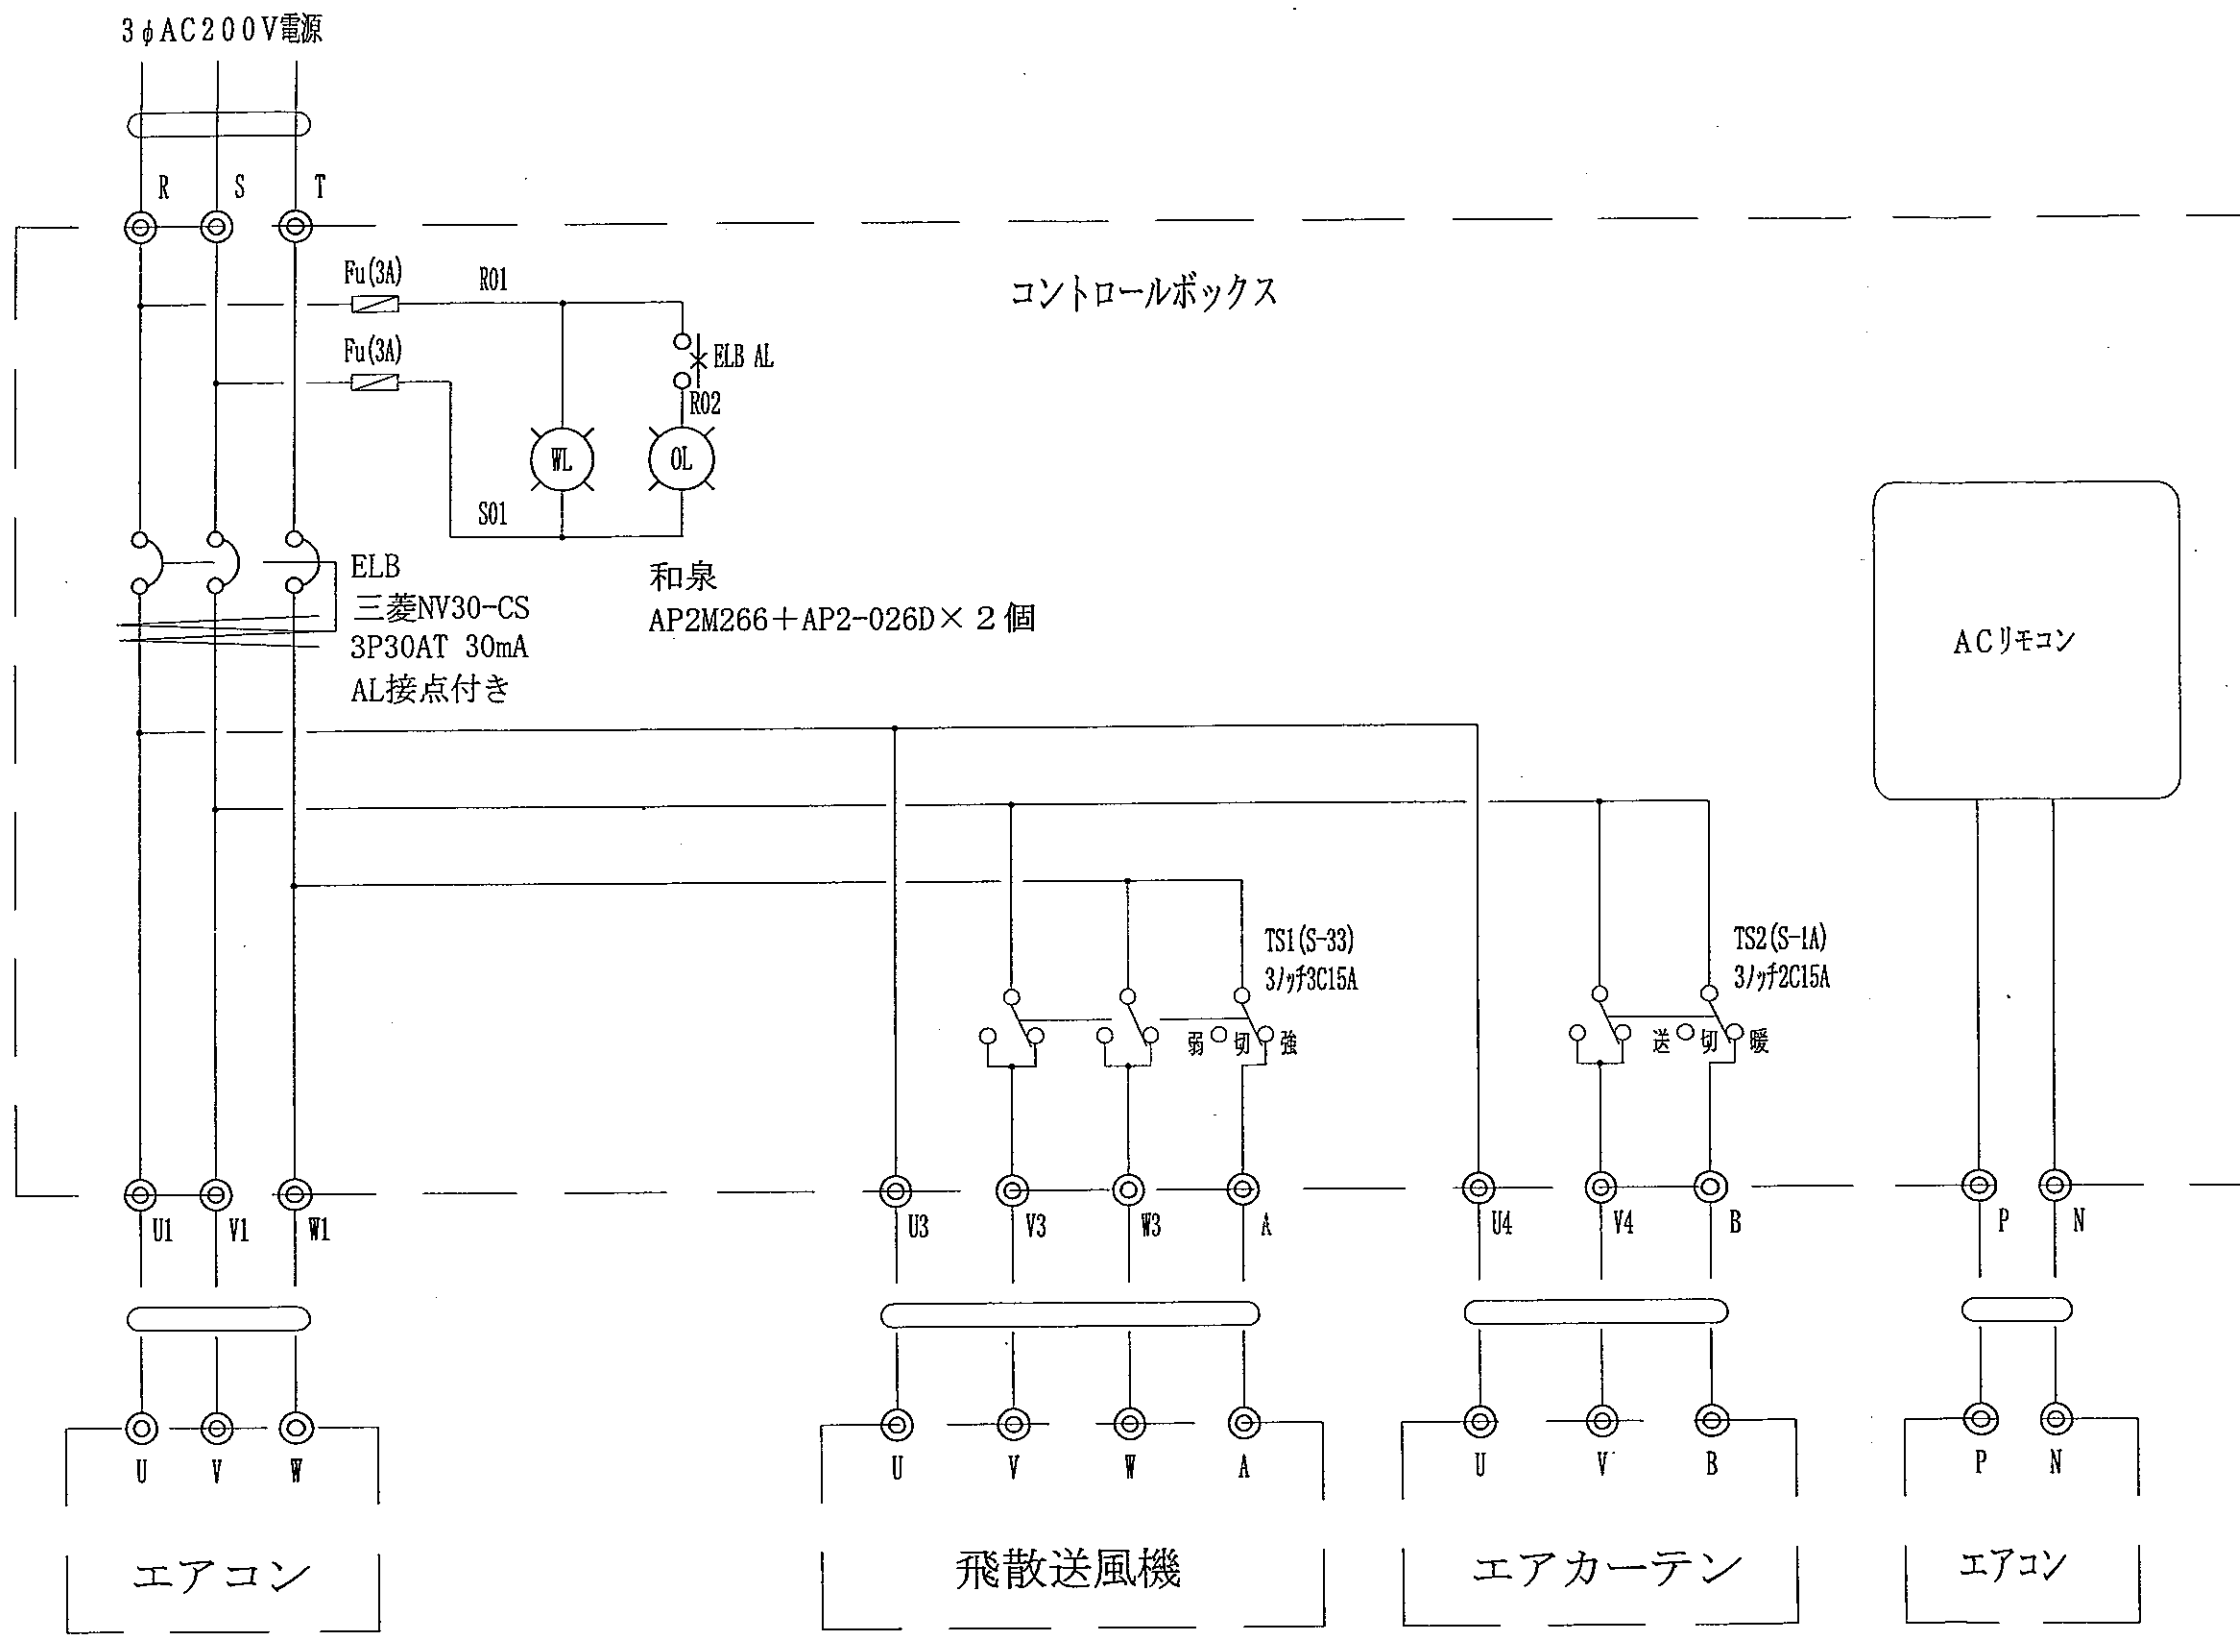 3φAC200V電源
R S T
コントロールボックス
Fu(3A) R01
Fu(3A)
ELB AL
R02
WL OL
S01
ELB
三菱NV30-CS
3P30AT 30mA
AL接点付き
和泉
AP2M266+AP2-026D×2個
ACリモコン
TS1(S-33)
3ノッチ3C15A
TS2(S-1A)
3ノッチ2C15A
弱 切 強
送 切 暖
U1 V1 W1 U3 V3 W3 A U4 V4 B P N
U V W U V W A U V B P N
エアコン 飛散送風機 エアカーテン エアコン